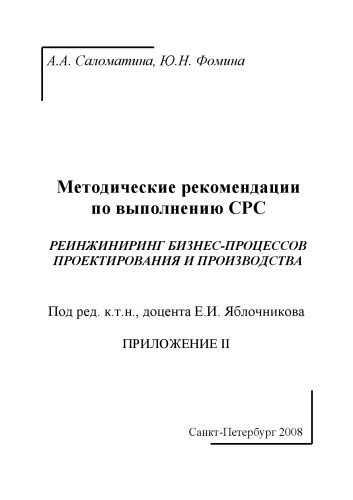 А.А. Саломатина, Ю.Н. Фомина
Методические рекомендации
по выполнению СРС
РЕИНЖИНИРИНГ БИЗНЕС-ПРОЦЕССОВ
ПРОЕКТИРОВАНИЯ И ПРОИЗВОДСТВА
Под ред. к.т.н., доцента Е.И. Яблочникова
ПРИЛОЖЕНИЕ II
Санкт-Петербург 2008